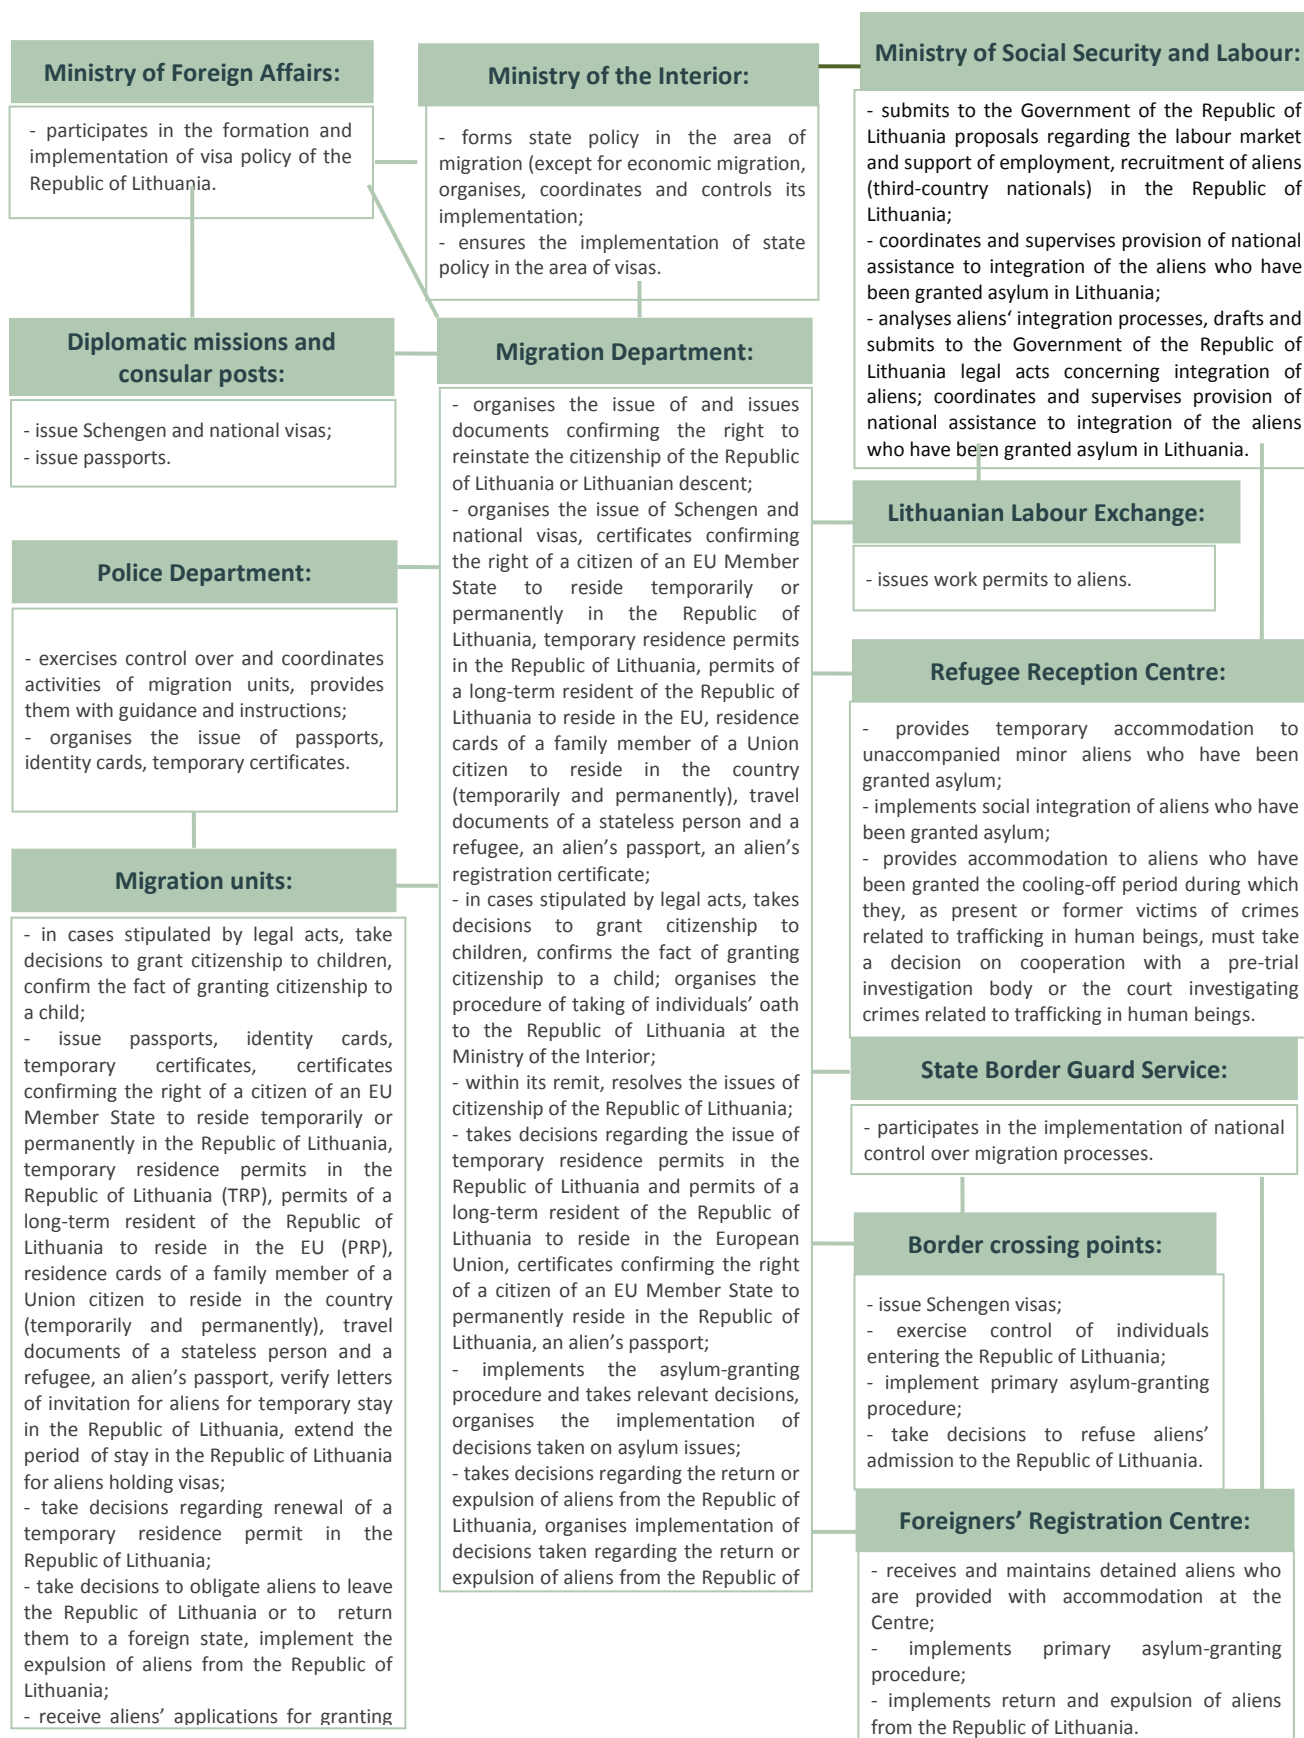 Ministry of Foreign Affairs:
- participates in the formation and
implementation of visa policy of the
Republic of Lithuania.
Ministry of the Interior:
- forms state policy in the area of
migration (except for economic migration,
organises, coordinates and controls its
implementation;
- ensures the implementation of state
policy in the area of visas.
Ministry of Social Security and Labour:
- submits to the Government of the Republic of
Lithuania proposals regarding the labour market
and support of employment, recruitment of aliens
(third-country nationals) in the Republic of
Lithuania;
- coordinates and supervises provision of national
assistance to integration of the aliens who have
been granted asylum in Lithuania;
- analyses aliens‘ integration processes, drafts and
submits to the Government of the Republic of
Lithuania legal acts concerning integration of
aliens; coordinates and supervises provision of
national assistance to integration of the aliens
who have been granted asylum in Lithuania.
Diplomatic missions and
consular posts:
- issue Schengen and national visas;
- issue passports.
Police Department:
- exercises control over and coordinates
activities of migration units, provides
them with guidance and instructions;
- organises the issue of passports,
identity cards, temporary certificates.
Migration units:
- in cases stipulated by legal acts, take
decisions to grant citizenship to children,
confirm the fact of granting citizenship to
a child;
- issue passports, identity cards,
temporary certificates, certificates
confirming the right of a citizen of an EU
Member State to reside temporarily or
permanently in the Republic of Lithuania,
temporary residence permits in the
Republic of Lithuania (TRP), permits of a
long-term resident of the Republic of
Lithuania to reside in the EU (PRP),
residence cards of a family member of a
Union citizen to reside in the country
(temporarily and permanently), travel
documents of a stateless person and a
refugee, an alien’s passport, verify letters
of invitation for aliens for temporary stay
in the Republic of Lithuania, extend the
period of stay in the Republic of Lithuania
for aliens holding visas;
- take decisions regarding renewal of a
temporary residence permit in the
Republic of Lithuania;
- take decisions to obligate aliens to leave
the Republic of Lithuania or to return
them to a foreign state, implement the
expulsion of aliens from the Republic of
Lithuania;
- receive aliens’ applications for granting
Migration Department:
- organises the issue of and issues
documents confirming the right to
reinstate the citizenship of the Republic
of Lithuania or Lithuanian descent;
- organises the issue of Schengen and
national visas, certificates confirming
the right of a citizen of an EU Member
State to reside temporarily or
permanently in the Republic of
Lithuania, temporary residence permits
in the Republic of Lithuania, permits of
a long-term resident of the Republic of
Lithuania to reside in the EU, residence
cards of a family member of a Union
citizen to reside in the country
(temporarily and permanently), travel
documents of a stateless person and a
refugee, an alien’s passport, an alien’s
registration certificate;
- in cases stipulated by legal acts, takes
decisions to grant citizenship to
children, confirms the fact of granting
citizenship to a child; organises the
procedure of taking of individuals’ oath
to the Republic of Lithuania at the
Ministry of the Interior;
- within its remit, resolves the issues of
citizenship of the Republic of Lithuania;
- takes decisions regarding the issue of
temporary residence permits in the
Republic of Lithuania and permits of a
long-term resident of the Republic of
Lithuania to reside in the European
Union, certificates confirming the right
of a citizen of an EU Member State to
permanently reside in the Republic of
Lithuania, an alien’s passport;
- implements the asylum-granting
procedure and takes relevant decisions,
organises the implementation of
decisions taken on asylum issues;
- takes decisions regarding the return or
expulsion of aliens from the Republic of
Lithuania, organises implementation of
decisions taken regarding the return or
expulsion of aliens from the Republic of
Lithuanian Labour Exchange:
- issues work permits to aliens.
Refugee Reception Centre:
- provides temporary accommodation to
unaccompanied minor aliens who have been
granted asylum;
- implements social integration of aliens who have
been granted asylum;
- provides accommodation to aliens who have
been granted the cooling-off period during which
they, as present or former victims of crimes
related to trafficking in human beings, must take
a decision on cooperation with a pre-trial
investigation body or the court investigating
crimes related to trafficking in human beings.
State Border Guard Service:
- participates in the implementation of national
control over migration processes.
Border crossing points:
- issue Schengen visas;
- exercise control of individuals
entering the Republic of Lithuania;
- implement primary asylum-granting
procedure;
- take decisions to refuse aliens’
admission to the Republic of Lithuania.
Foreigners’ Registration Centre:
- receives and maintains detained aliens who
are provided with accommodation at the
Centre;
- implements primary asylum-granting
procedure;
- implements return and expulsion of aliens
from the Republic of Lithuania.